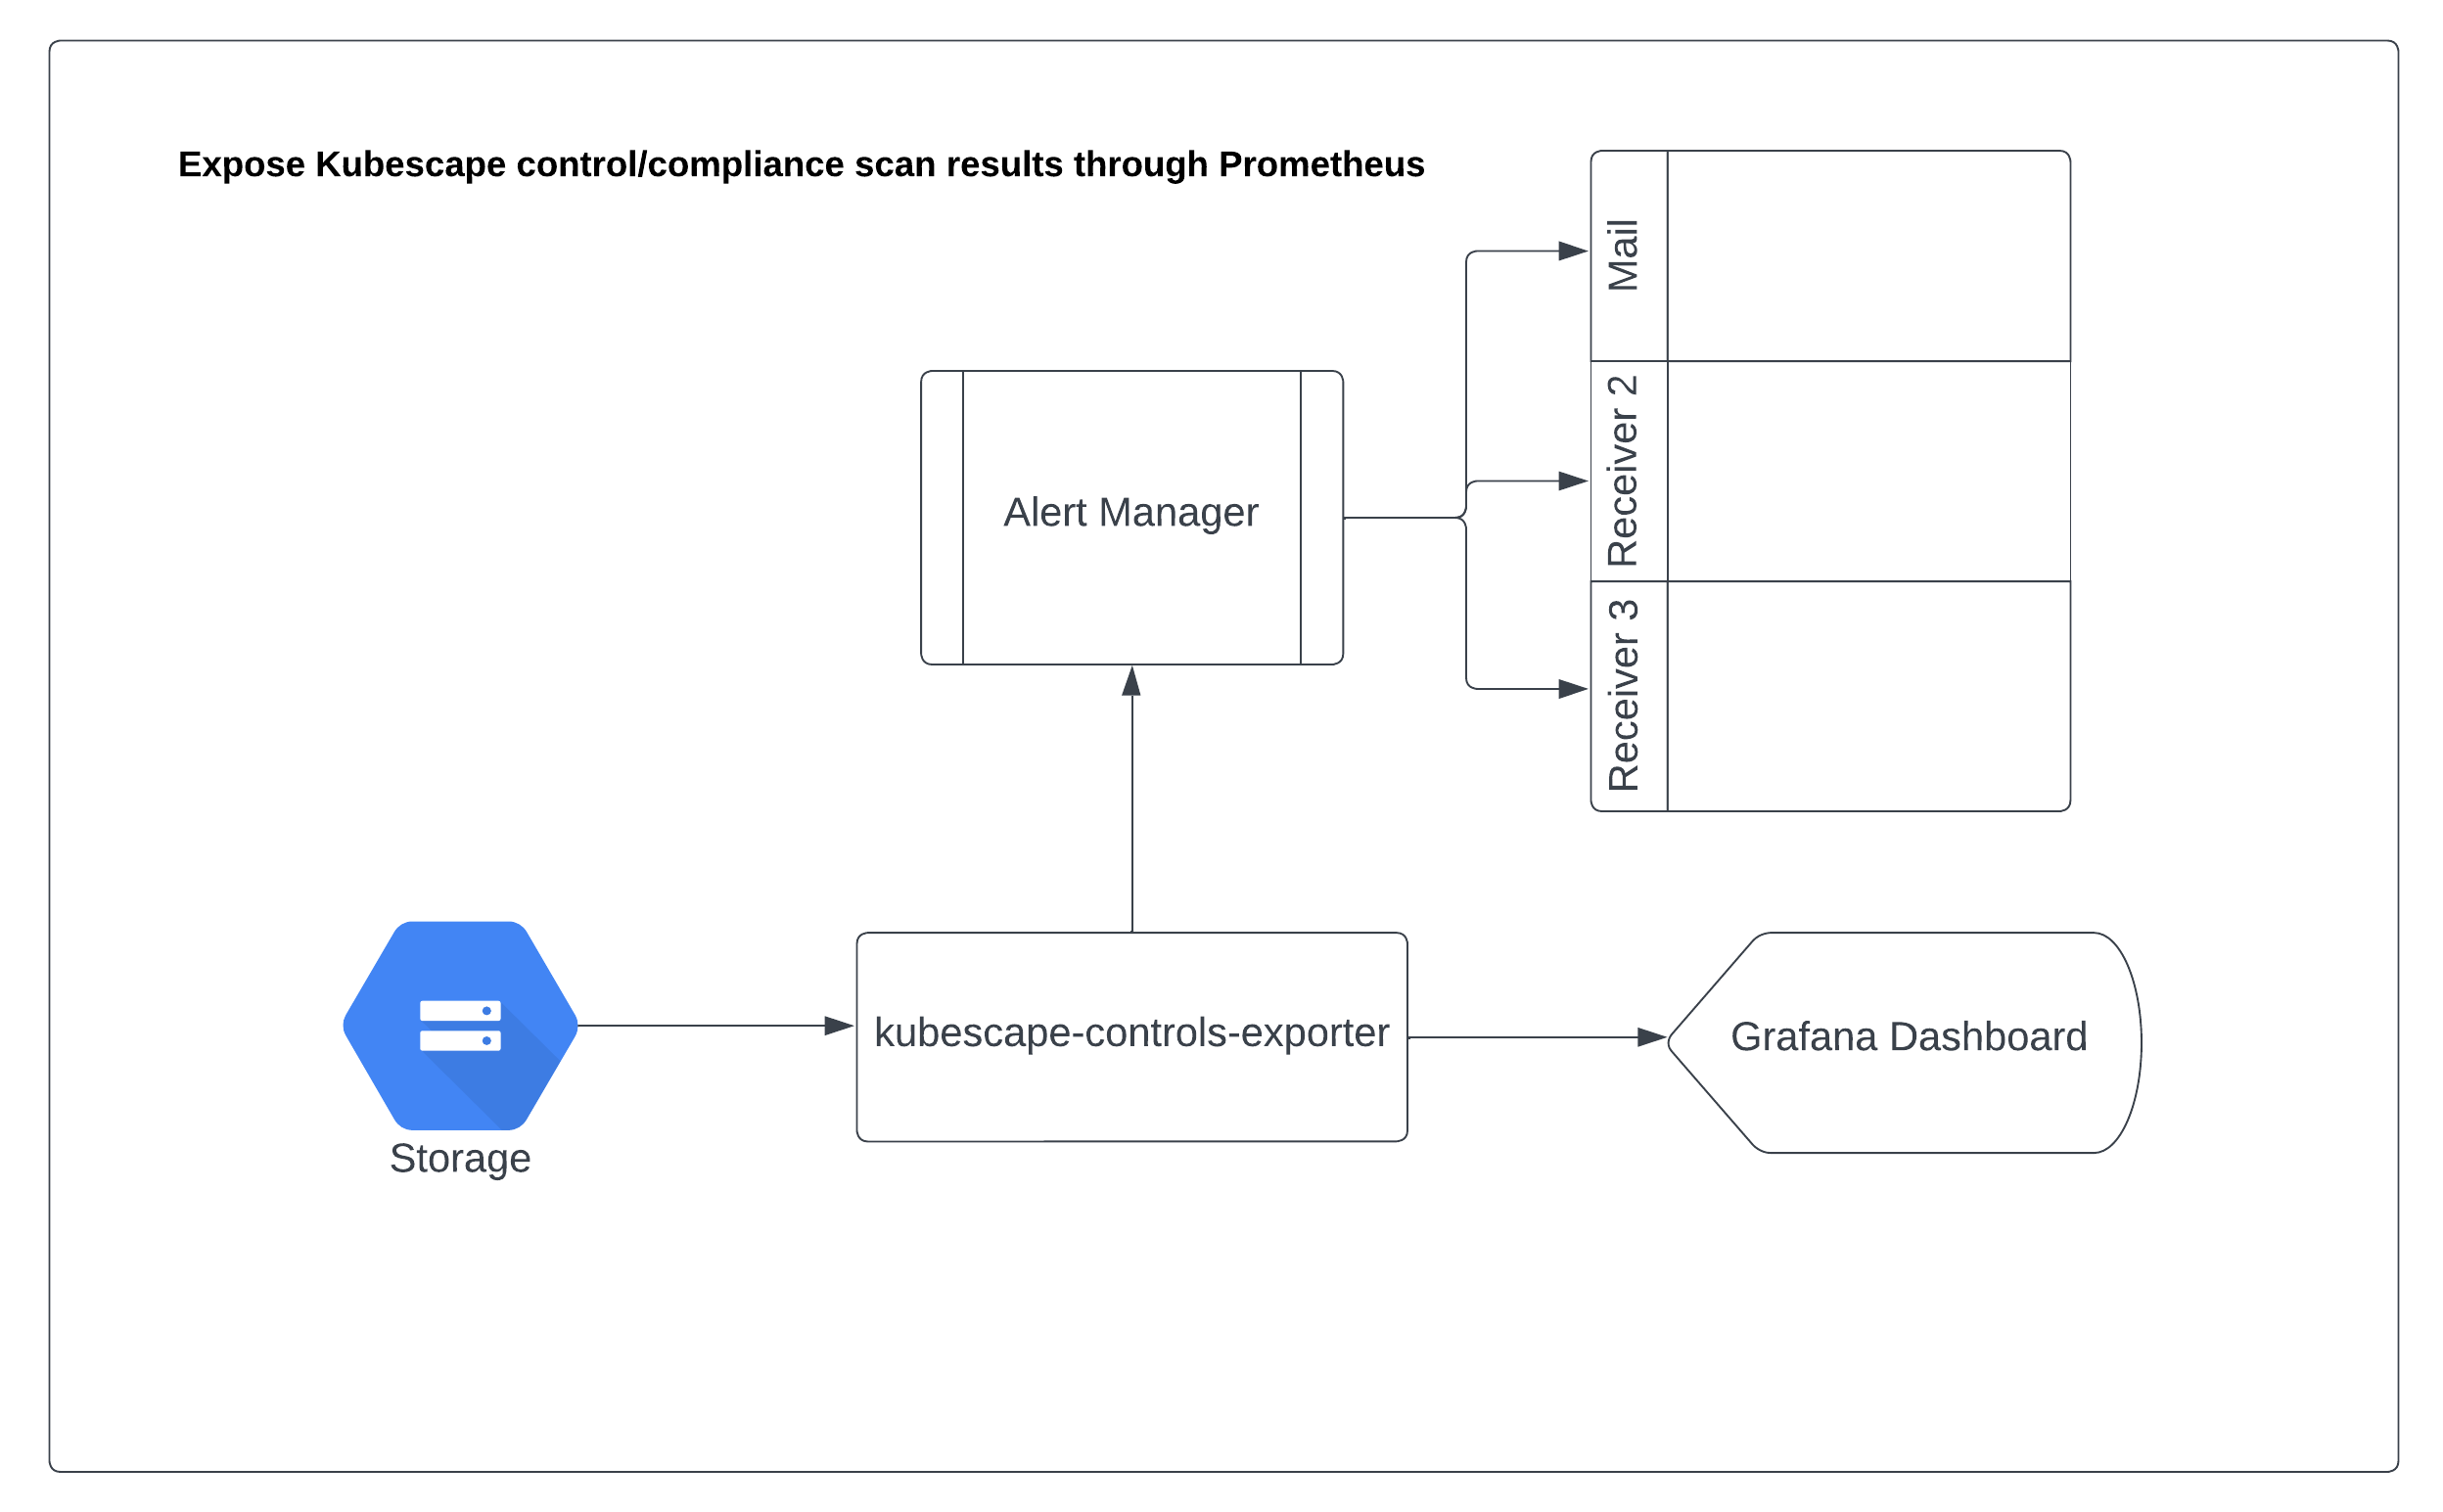 Expose Kubescape control/compliance scan results through Prometheus
Mail
Receiver 2
Receiver 3
Alert Manager
kubescape-controls-exporter
Grafana Dashboard
Storage